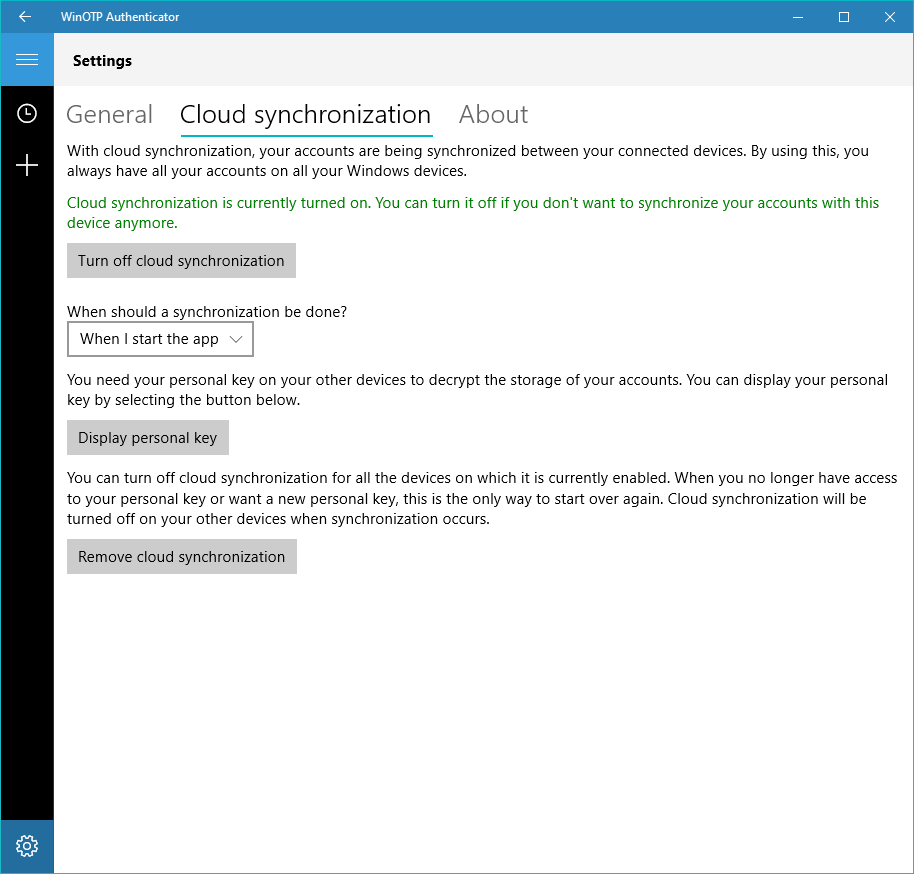 WinOTP Authenticator
Settings
General Cloud synchronization About
With cloud synchronization, your accounts are being synchronized between your connected devices. By using this, you
always have all your accounts on all your Windows devices.
Cloud synchronization is currently turned on. You can turn it off if you don't want to synchronize your accounts with this
device anymore.
Turn off cloud synchronization
When should a synchronization be done?
When I start the app
You need your personal key on your other devices to decrypt the storage of your accounts. You can display your personal
key by selecting the button below.
Display personal key
You can turn off cloud synchronization for all the devices on which it is currently enabled. When you no longer have access
to your personal key or want a new personal key, this is the only way to start over again. Cloud synchronization will be
turned off on your other devices when synchronization occurs.
Remove cloud synchronization